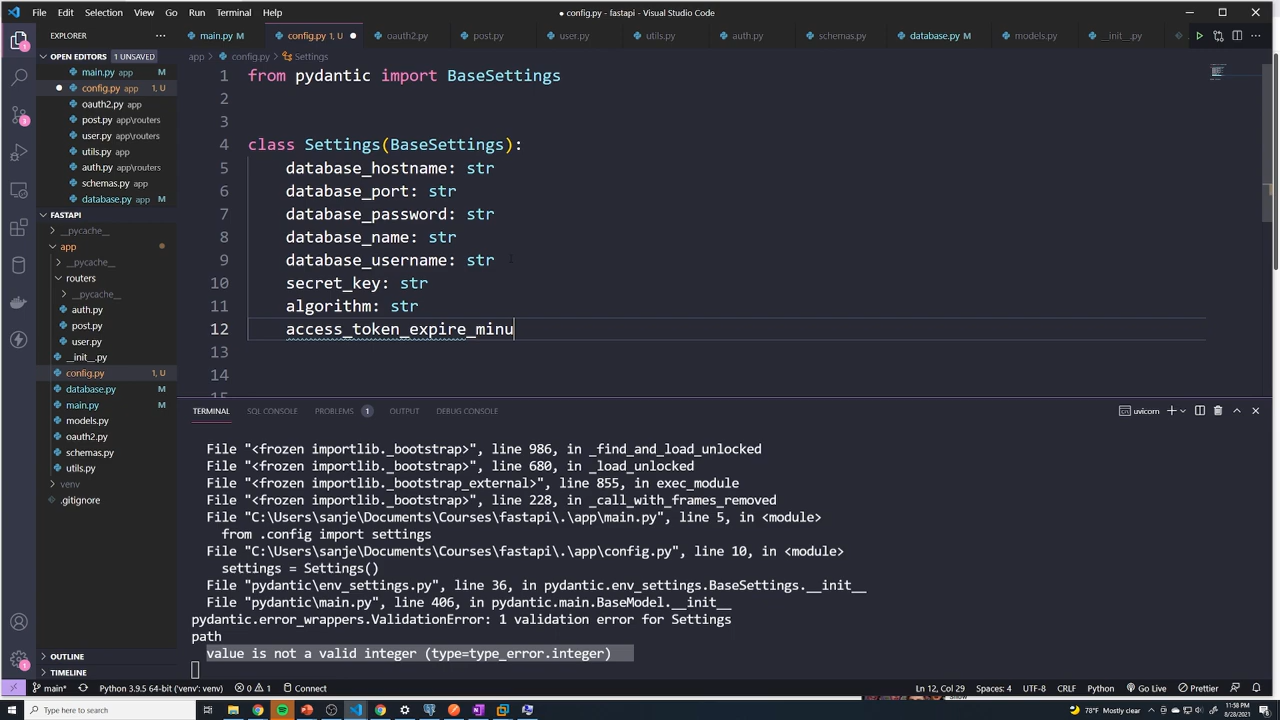 File Edit Selection View Go Run Terminal Help
● config.py - fastapi - Visual Studio Code
EXPLORER
OPEN EDITORS 1 UNSAVED
main.py app M
config.py app 1, U
oauth2.py app
post.py app\routers
user.py app\routers
utils.py app
auth.py app\routers
schemas.py app
database.py app M
FASTAPI
__pycache__
app
__pycache__
routers
__pycache__
auth.py
post.py
user.py
__init__.py
config.py 1, U
database.py M
main.py M
models.py
oauth2.py
schemas.py
utils.py
venv
.gitignore
OUTLINE
TIMELINE
main.py M config.py 1, U oauth2.py post.py user.py utils.py auth.py schemas.py database.py M models.py __init__.py
app > config.py > Settings
1 from pydantic import BaseSettings
2
3
4 class Settings(BaseSettings):
5 database_hostname: str
6 database_port: str
7 database_password: str
8 database_name: str
9 database_username: str
10 secret_key: str
11 algorithm: str
12 access_token_expire_minu
13
14
15
TERMINAL SQL CONSOLE PROBLEMS 1 OUTPUT DEBUG CONSOLE
uvicorn
File "<frozen importlib._bootstrap>", line 986, in _find_and_load_unlocked
File "<frozen importlib._bootstrap>", line 680, in _load_unlocked
File "<frozen importlib._bootstrap_external>", line 855, in exec_module
File "<frozen importlib._bootstrap>", line 228, in _call_with_frames_removed
File "C:\Users\sanje\Documents\Courses\fastapi\.\app\main.py", line 5, in <module>
from .config import settings
File "C:\Users\sanje\Documents\Courses\fastapi\.\app\config.py", line 10, in <module>
settings = Settings()
File "pydantic\env_settings.py", line 36, in pydantic.env_settings.BaseSettings.__init__
File "pydantic\main.py", line 406, in pydantic.main.BaseModel.__init__
pydantic.error_wrappers.ValidationError: 1 validation error for Settings
path
value is not a valid integer (type=type_error.integer)
main* Python 3.9.5 64-bit ('venv': venv) 0 1 Connect
Ln 12, Col 29 Spaces: 4 UTF-8 CRLF Python Go Live Prettier
Type here to search
78°F Mostly clear
11:58 PM
8/28/2021